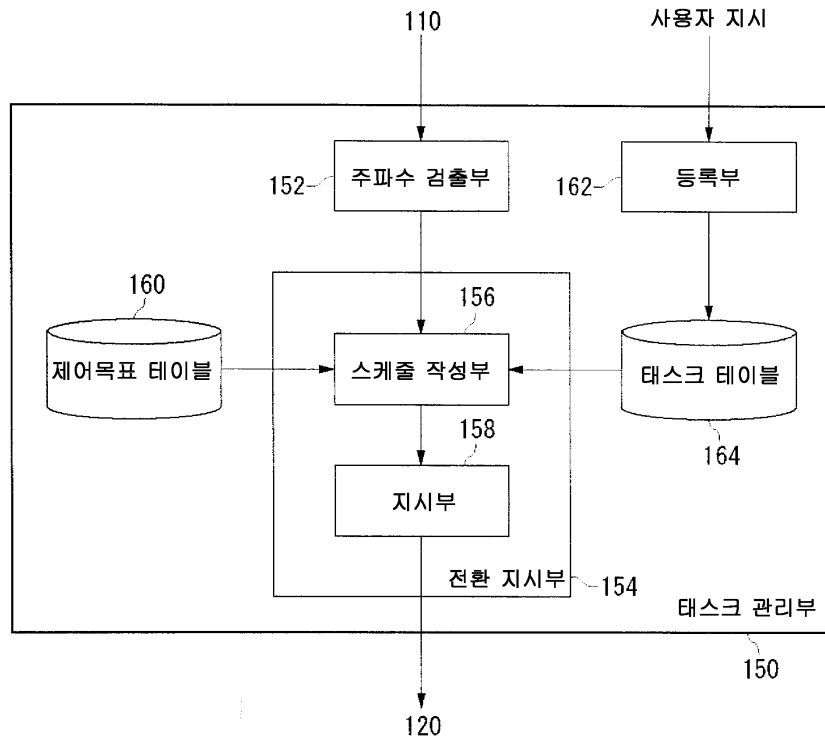 110
사용자 지시
152
주파수 검출부
162
등록부
160
156
제어목표 테이블
스케줄 작성부
태스크 테이블
158
164
지시부
전환 지시부
154
태스크 관리부
150
120